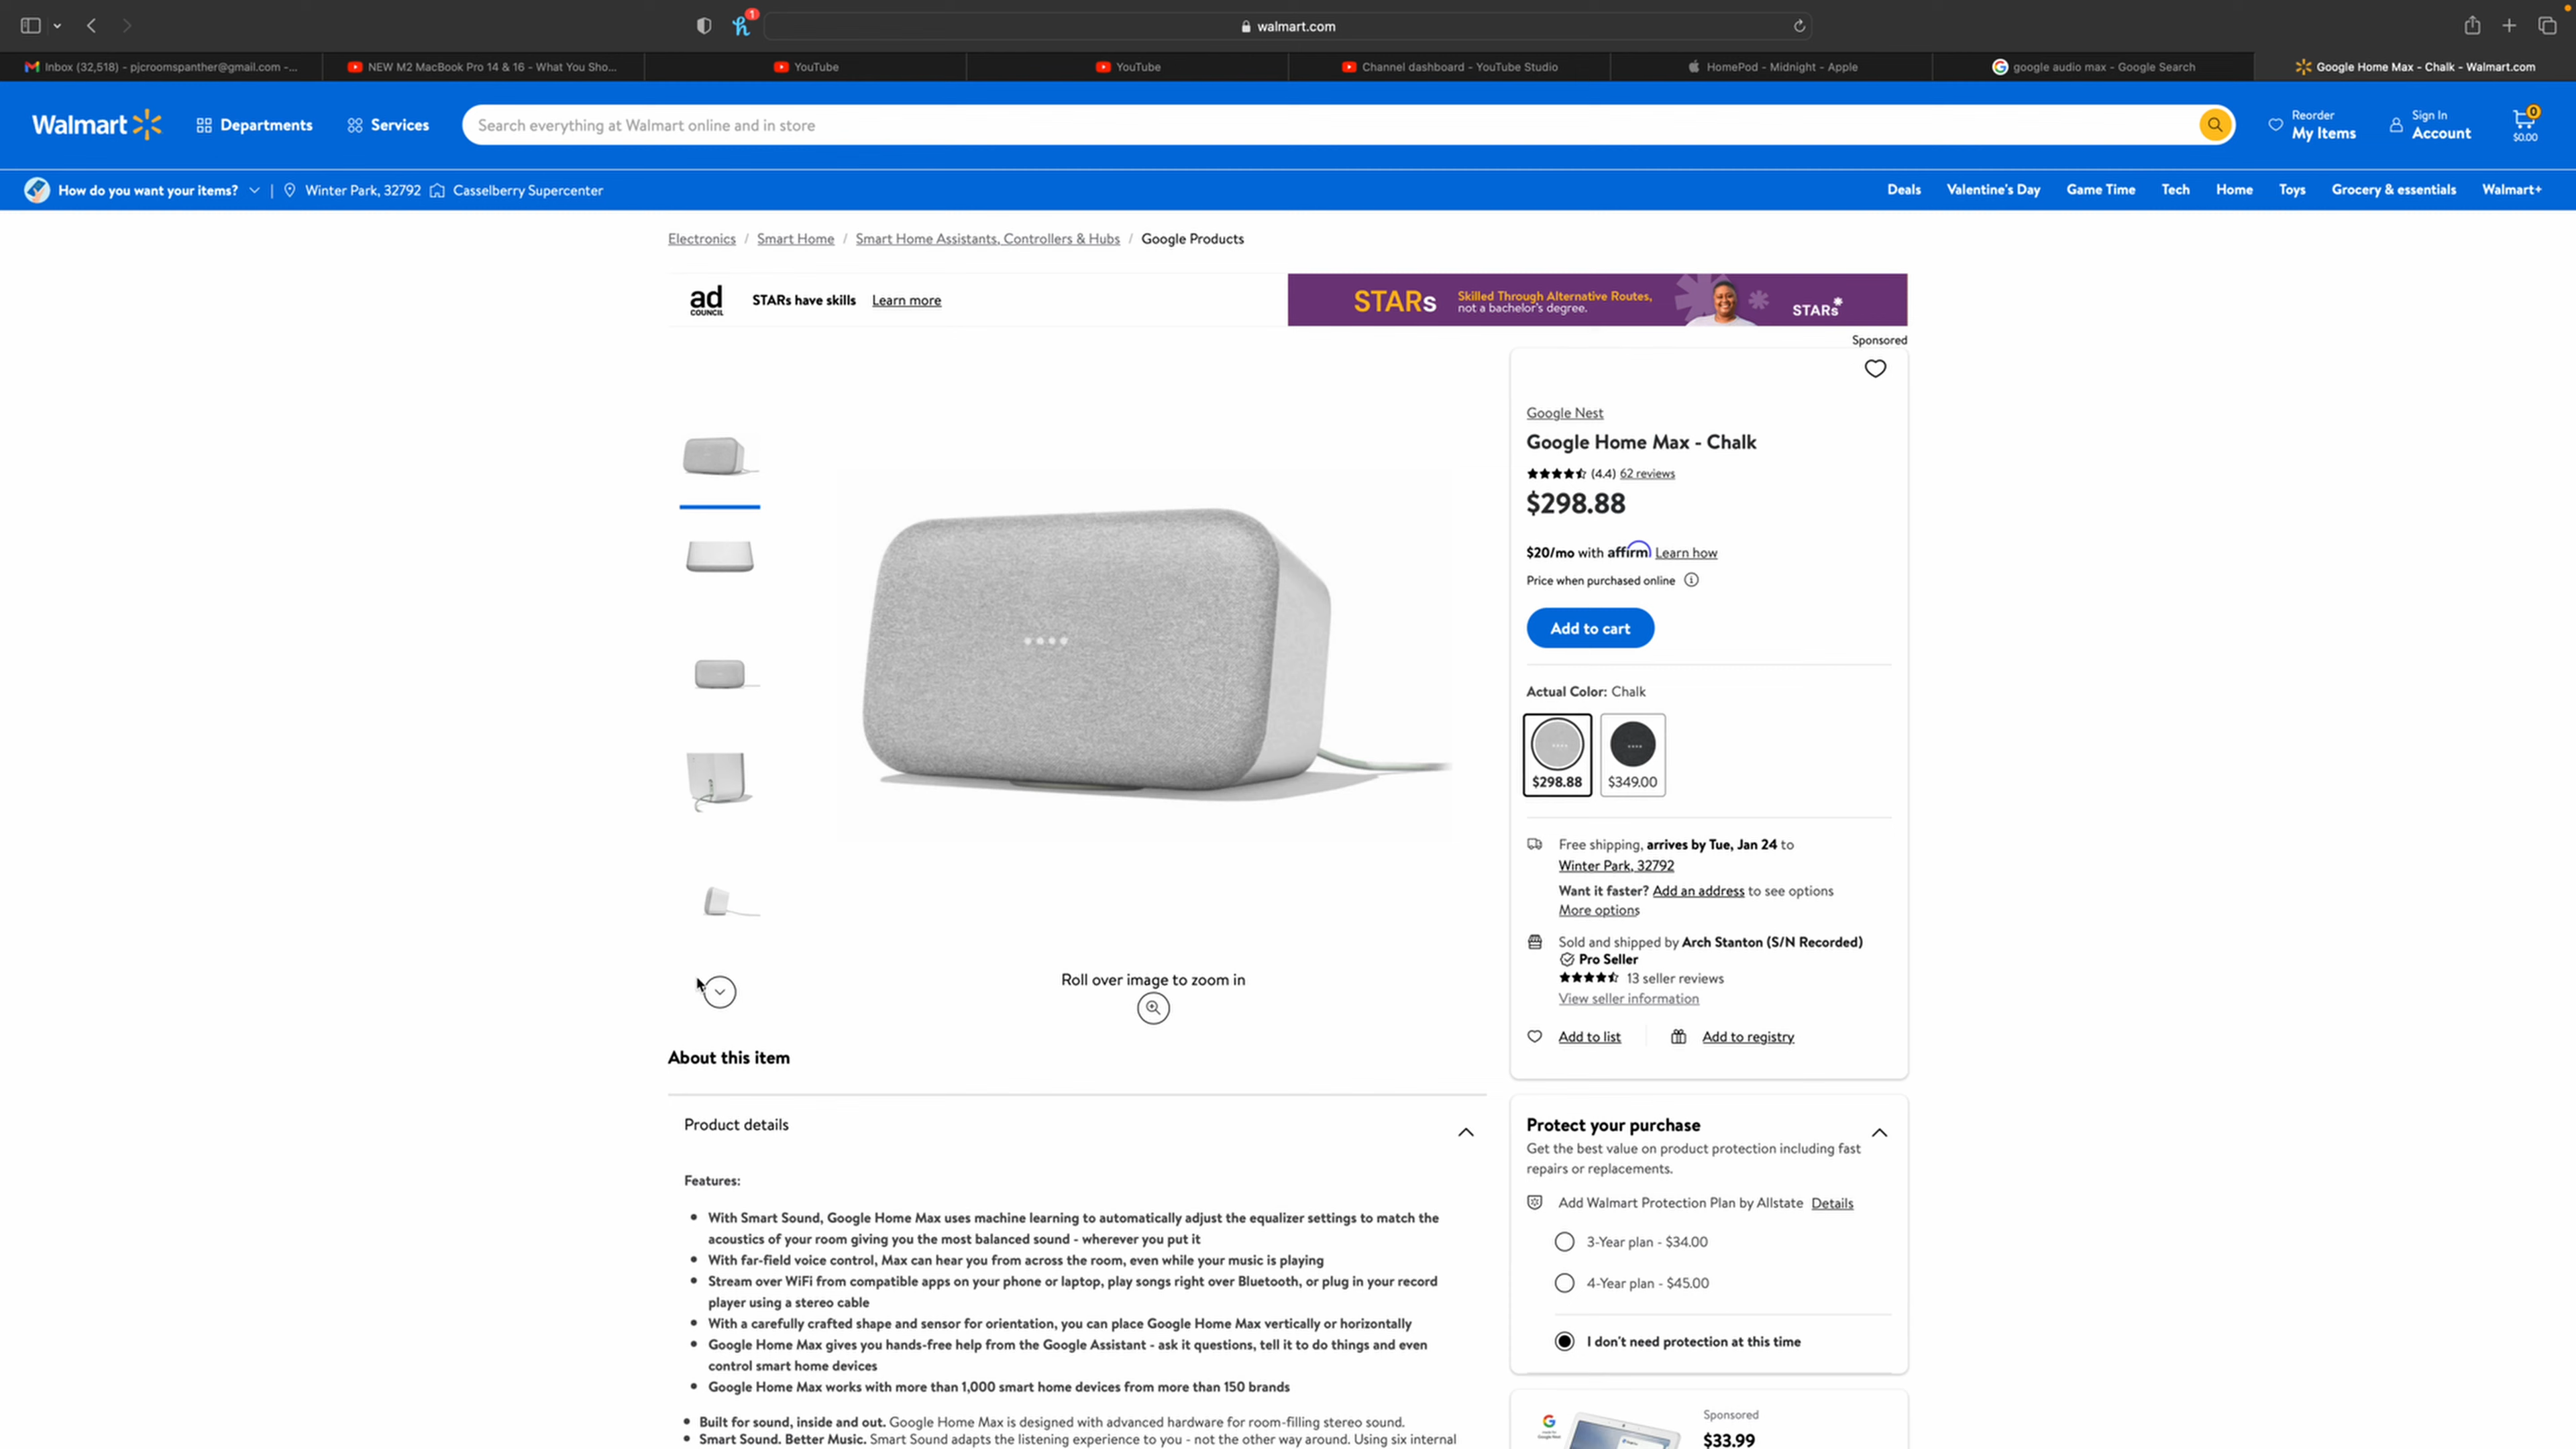 1
walmart.com
Inbox (32,518) - pjcroomspanther@gmail.com -...
NEW M2 MacBook Pro 14 & 16 - What You Sho...
YouTube
YouTube
Channel dashboard - YouTube Studio
HomePod - Midnight - Apple
google audio max - Google Search
Google Home Max - Chalk - Walmart.com
Walmart
Departments
Services
Search everything at Walmart online and in store
Reorder
My Items
Sign In
Account
0
$0.00
How do you want your items?
Winter Park, 32792
Casselberry Supercenter
Deals
Valentine's Day
Game Time
Tech
Home
Toys
Grocery & essentials
Walmart+
Electronics / Smart Home / Smart Home Assistants, Controllers & Hubs / Google Products
ad
COUNCIL
STARs have skills
Learn more
STARs
Skilled Through Alternative Routes,
not a bachelor's degree.
STARs
Sponsored
Google Nest
Google Home Max - Chalk
(4.4) 62 reviews
$298.88
$20/mo with affirm Learn how
Price when purchased online
Add to cart
Actual Color: Chalk
$298.88
$349.00
Free shipping, arrives by Tue, Jan 24 to
Winter Park, 32792
Want it faster? Add an address to see options
More options
Sold and shipped by Arch Stanton (S/N Recorded)
Pro Seller
13 seller reviews
View seller information
Add to list
Add to registry
Roll over image to zoom in
About this item
Product details
Features:
• With Smart Sound, Google Home Max uses machine learning to automatically adjust the equalizer settings to match the
acoustics of your room giving you the most balanced sound - wherever you put it
• With far-field voice control, Max can hear you from across the room, even while your music is playing
• Stream over WiFi from compatible apps on your phone or laptop, play songs right over Bluetooth, or plug in your record
player using a stereo cable
• With a carefully crafted shape and sensor for orientation, you can place Google Home Max vertically or horizontally
• Google Home Max gives you hands-free help from the Google Assistant - ask it questions, tell it to do things and even
control smart home devices
• Google Home Max works with more than 1,000 smart home devices from more than 150 brands
• Built for sound, inside and out. Google Home Max is designed with advanced hardware for room-filling stereo sound.
• Smart Sound. Better Music. Smart Sound adapts the listening experience to you - not the other way around. Using six internal
Protect your purchase
Get the best value on product protection including fast
repairs or replacements.
Add Walmart Protection Plan by Allstate Details
3-Year plan - $34.00
4-Year plan - $45.00
I don't need protection at this time
Sponsored
$33.99